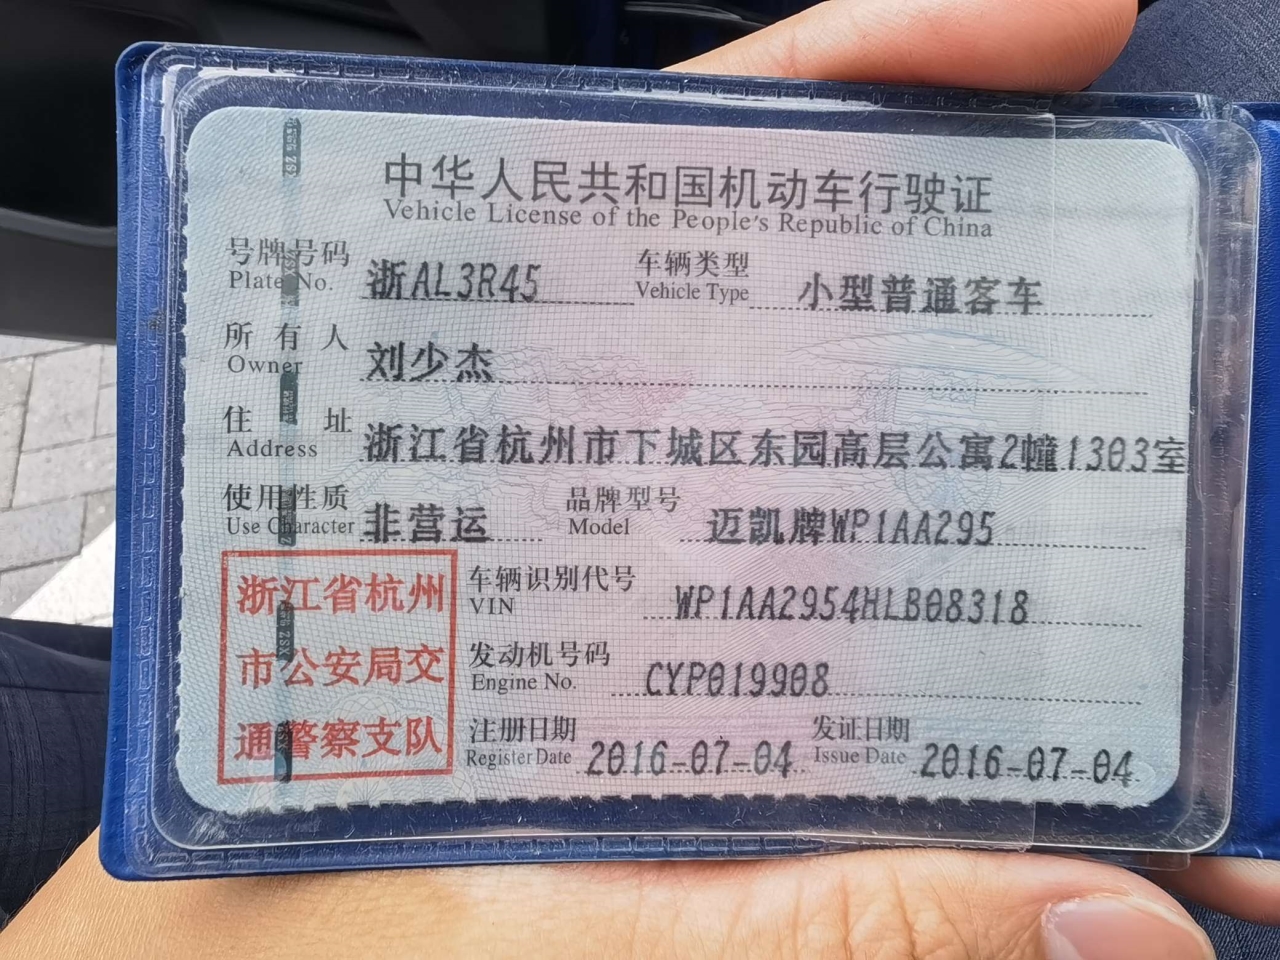 中华人民共和国机动车行驶证
Vehicle License of the People's Republic of China
号牌号码 浙AL3R45 车辆类型 小型普通客车
Plate No. Vehicle Type
所有人 刘少杰
Owner
住址 浙江省杭州市下城区东园高层公寓2幢1303室
Address
使用性质 非营运 品牌型号 迈凯牌WP1AA295
Use Character Model
浙江省杭州
市公安局交
通警察支队
车辆识别代号 WP1AA2954HLB08318
VIN
发动机号码 CYP019908
Engine No.
注册日期 2016-07-04 发证日期 2016-07-04
Register Date Issue Date